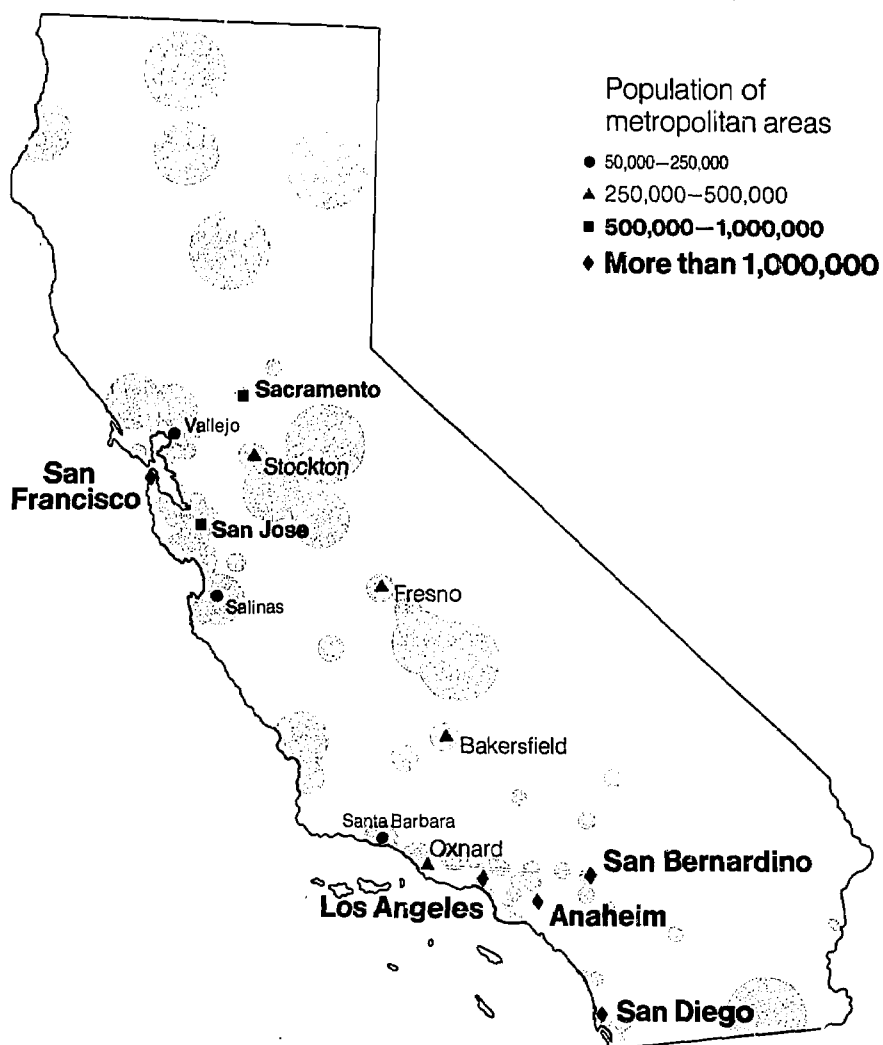 Population of
metropolitan areas
50,000–250,000
250,000–500,000
500,000–1,000,000
More than 1,000,000
Sacramento
Vallejo
Stockton
San
Francisco
San Jose
Fresno
Salinas
Bakersfield
Santa Barbara
Oxnard
San Bernardino
Los Angeles
Anaheim
San Diego